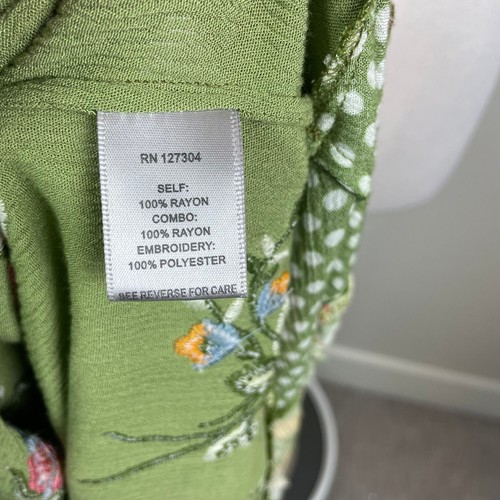 RN 127304
SELF:
100% RAYON
COMBO:
100% RAYON
EMBROIDERY:
100% POLYESTER
SEE REVERSE FOR CARE